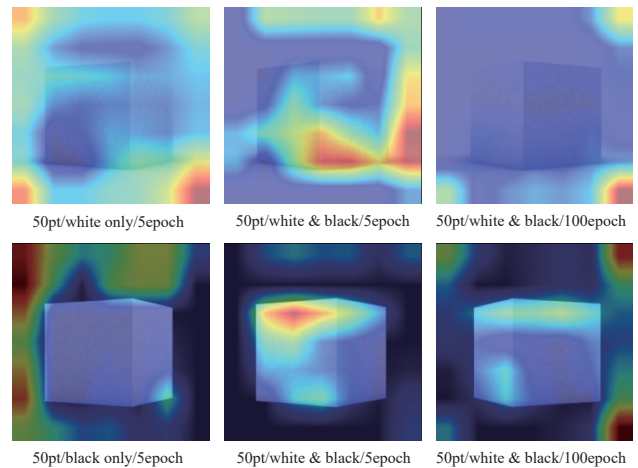 50pt/white only/5epoch
50pt/white & black/5epoch
50pt/white & black/100epoch
50pt/black only/5epoch
50pt/white & black/5epoch
50pt/white & black/100epoch